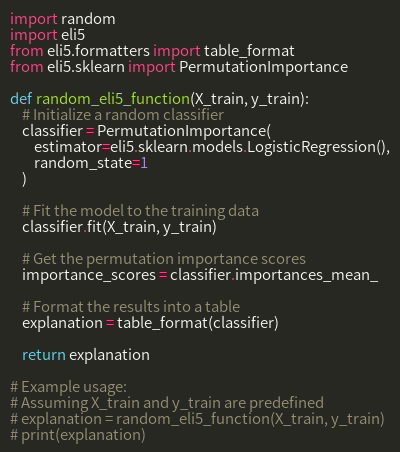 import random
import eli5
from eli5.formatters import table_format
from eli5.sklearn import PermutationImportance

def random_eli5_function(X_train, y_train):
    # Initialize a random classifier
    classifier = PermutationImportance(
        estimator=eli5.sklearn.models.LogisticRegression(),
        random_state=1
    )

    # Fit the model to the training data
    classifier.fit(X_train, y_train)

    # Get the permutation importance scores
    importance_scores = classifier.importances_mean_

    # Format the results into a table
    explanation = table_format(classifier)

    return explanation

# Example usage:
# Assuming X_train and y_train are predefined
# explanation = random_eli5_function(X_train, y_train)
# print(explanation)